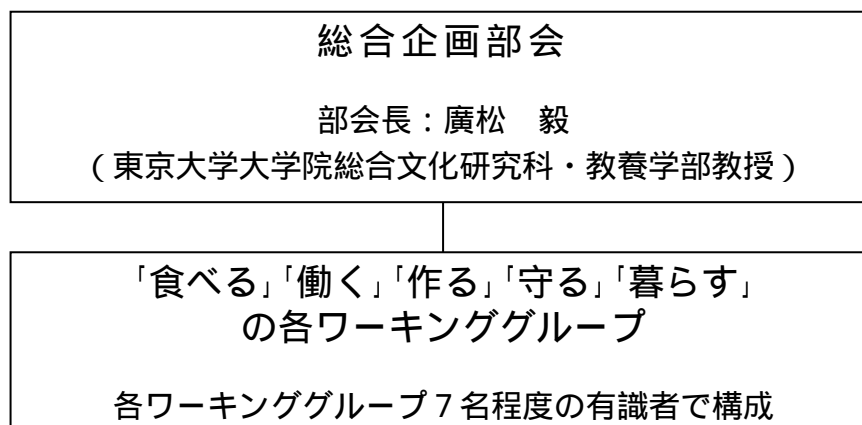 総合企画部会
部会長：廣松　毅
（東京大学大学院総合文化研究科・教養学部教授）
｢食べる｣｢働く｣｢作る｣｢守る｣｢暮らす｣
の各ワーキンググループ
各ワーキンググループ７名程度の有識者で構成